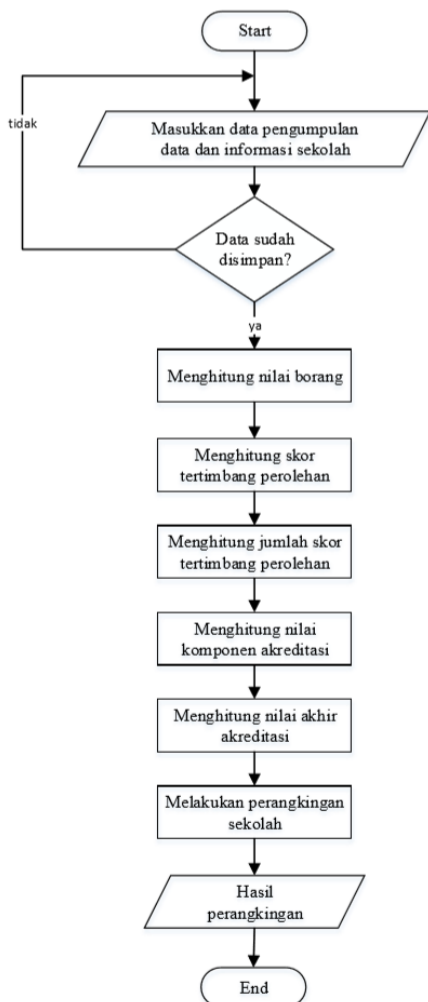 Start
tidak
Masukkan data pengumpulan
data dan informasi sekolah
Data sudah
disimpan?
ya
Menghitung nilai borang
Menghitung skor
tertimbang perolehan
Menghitung jumlah skor
tertimbang perolehan
Menghitung nilai
komponen akreditasi
Menghitung nilai akhir
akreditasi
Melakukan perangkingan
sekolah
Hasil
perangkingan
End